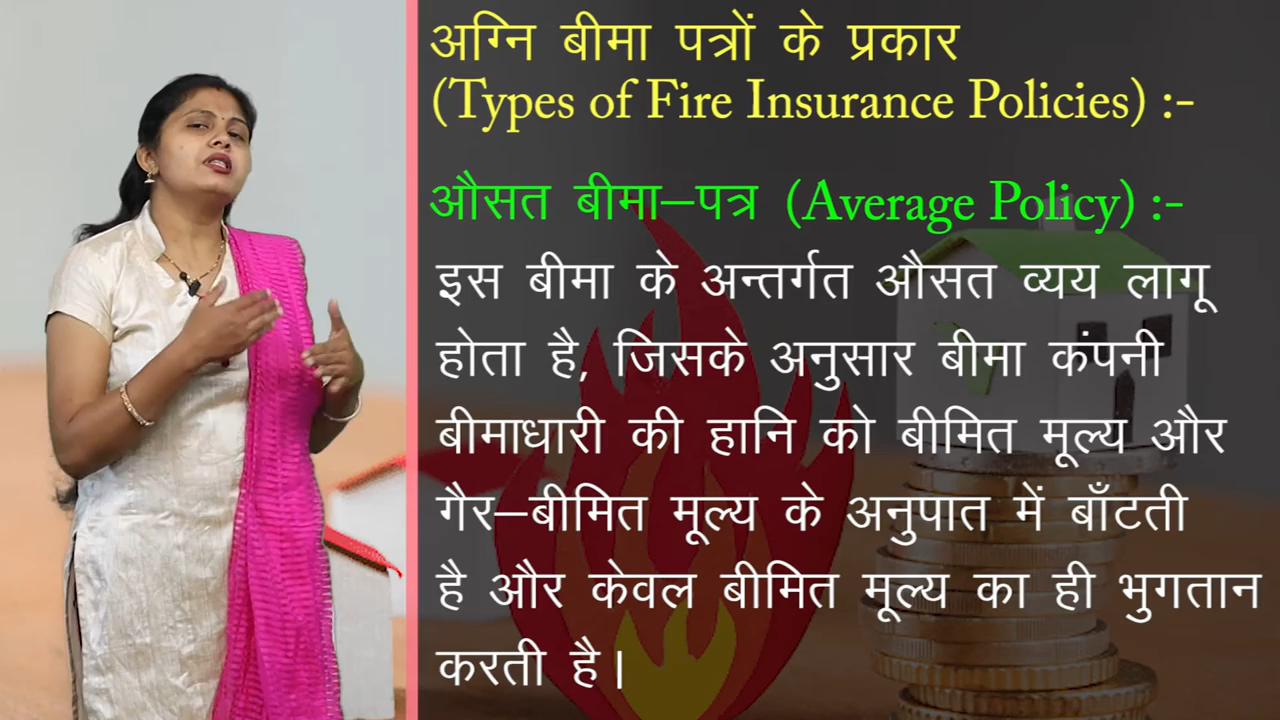 अग्नि बीमा पत्रों के प्रकार
(Types of Fire Insurance Policies) :-
औसत बीमा–पत्र (Average Policy) :-
इस बीमा के अन्तर्गत औसत व्यय लागू
होता है, जिसके अनुसार बीमा कंपनी
बीमाधारी की हानि को बीमित मूल्य और
गैर–बीमित मूल्य के अनुपात में बाँटती
है और केवल बीमित मूल्य का ही भुगतान
करती है।